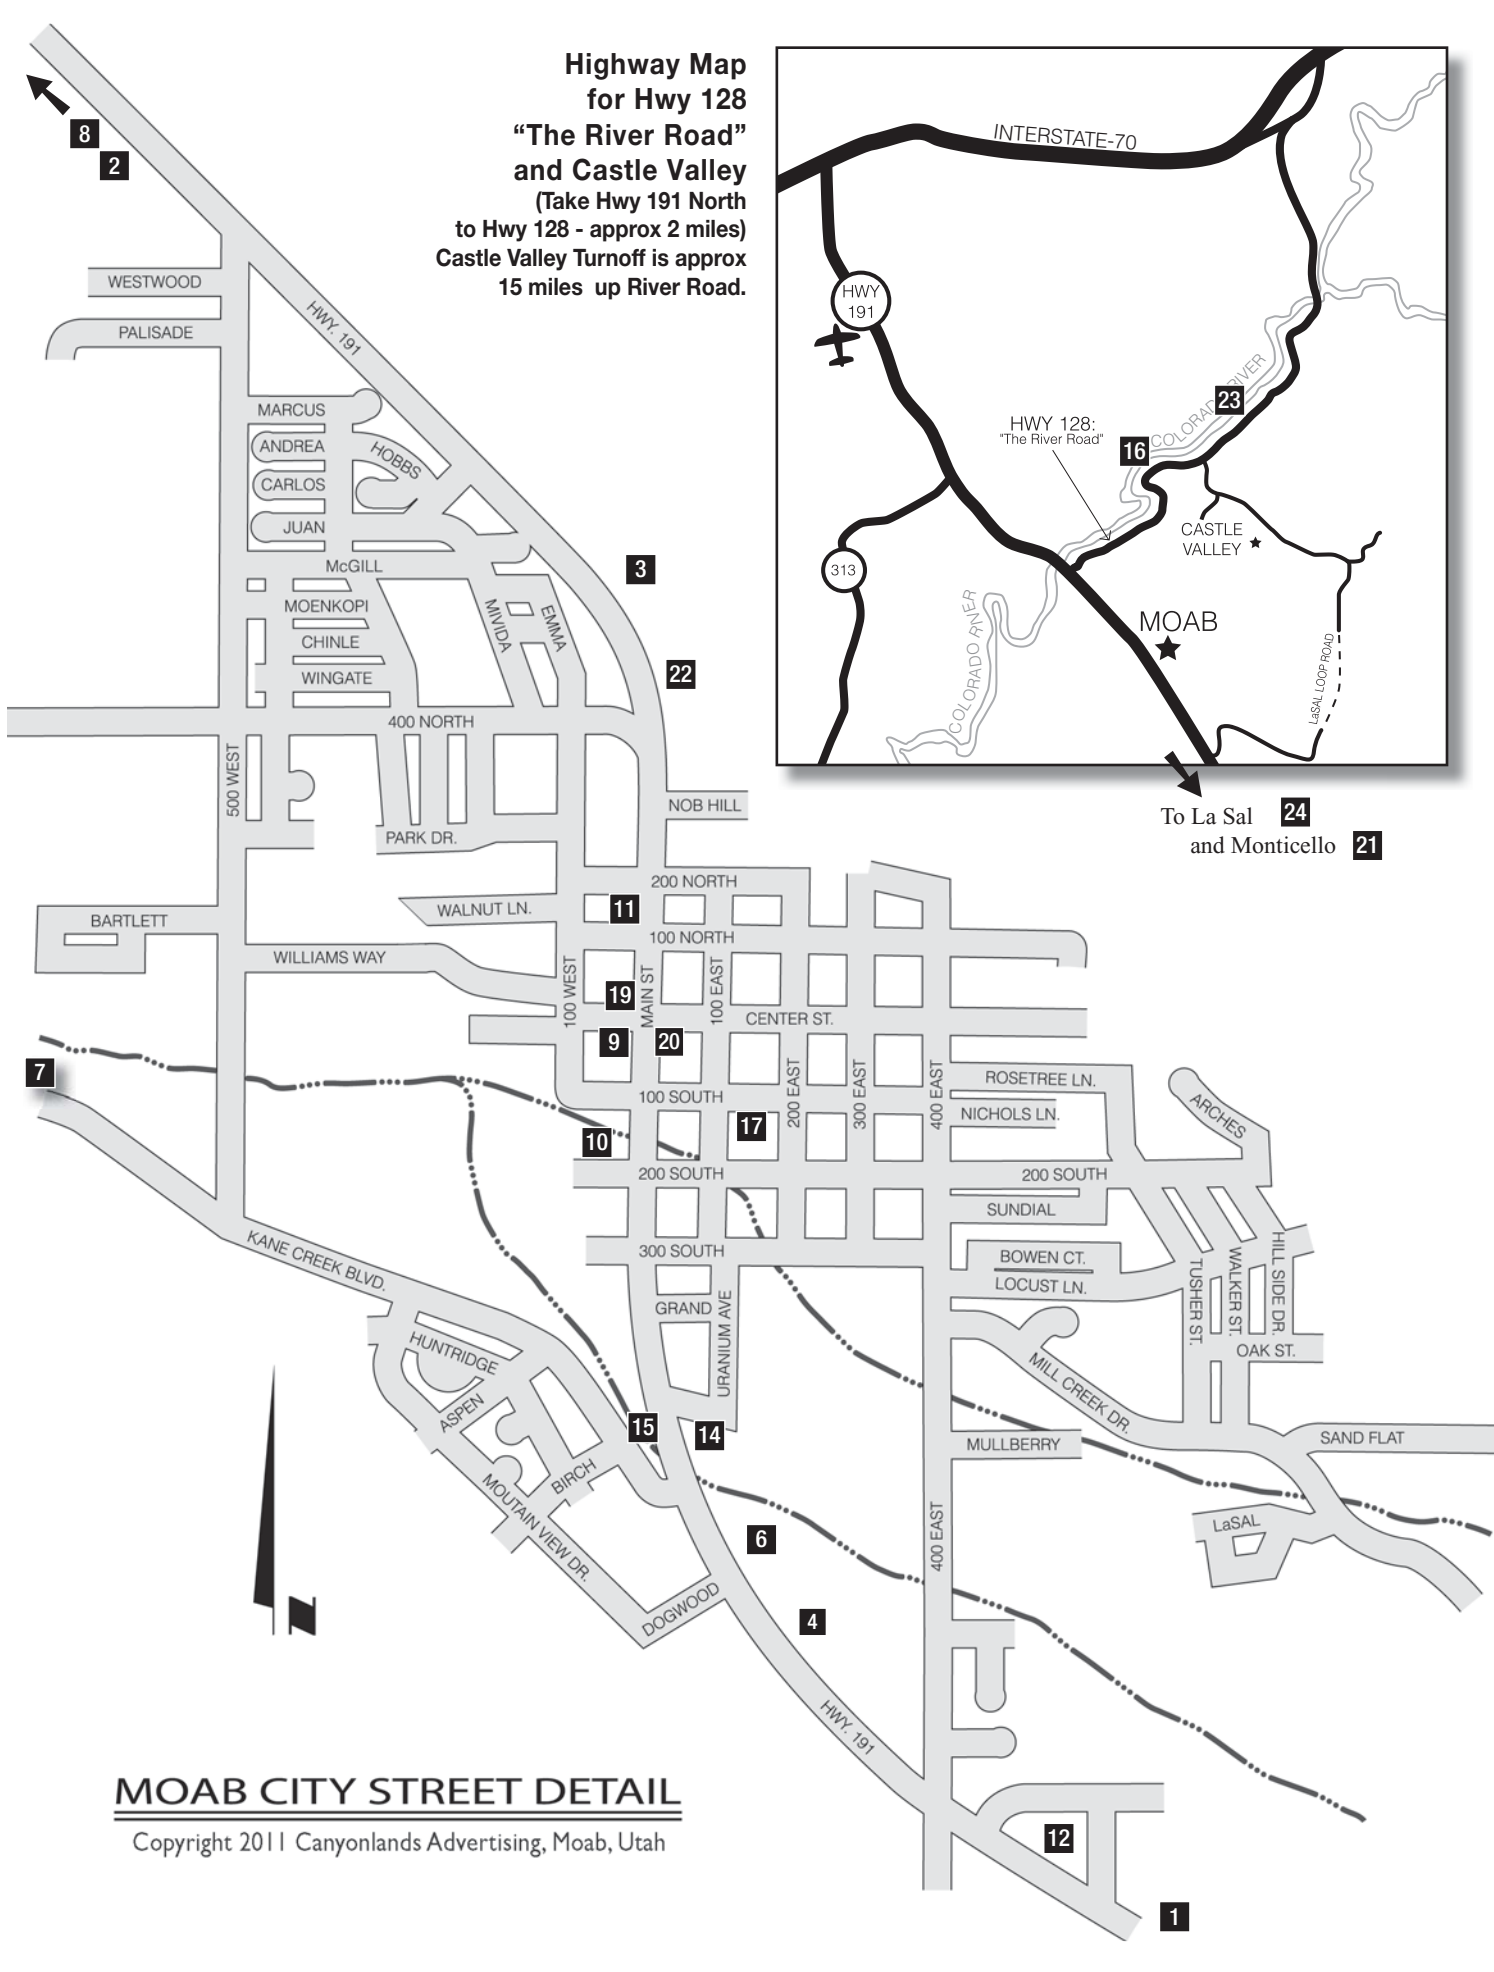 Highway Map
for Hwy 128
“The River Road”
and Castle Valley
(Take Hwy 191 North
to Hwy 128 - approx 2 miles)
Castle Valley Turnoff is approx
15 miles up River Road.
INTERSTATE-70
HWY
191
COLORADO RIVER
23
HWY 128:
"The River Road"
16
CASTLE
VALLEY
313
MOAB
COLORADO RIVER
LaSAL LOOP ROAD
To La Sal
24
and Monticello
21
8
2
WESTWOOD
PALISADE
HWY. 191
MARCUS
ANDREA
HOBBS
CARLOS
JUAN
McGILL
3
MOENKOPI
MIVIDA
EMMA
CHINLE
WINGATE
22
400 NORTH
500 WEST
NOB HILL
PARK DR.
200 NORTH
WALNUT LN.
11
BARTLETT
100 NORTH
WILLIAMS WAY
100 WEST
19
MAIN ST
100 EAST
CENTER ST.
9
20
7
200 EAST
300 EAST
400 EAST
ROSETREE LN.
100 SOUTH
NICHOLS LN.
ARCHES
17
10
200 SOUTH
200 SOUTH
SUNDIAL
KANE CREEK BLVD.
300 SOUTH
BOWEN CT.
LOCUST LN.
TUSHER ST.
WALKER ST.
HILL SIDE DR.
GRAND
URANIUM AVE
OAK ST.
HUNTRIDGE
MILL CREEK DR.
ASPEN
15
14
MULLBERRY
SAND FLAT
BIRCH
MOUTAIN VIEW DR.
400 EAST
LaSAL
6
DOGWOOD
4
N
HWY. 191
MOAB CITY STREET DETAIL
Copyright 2011 Canyonlands Advertising, Moab, Utah
12
1